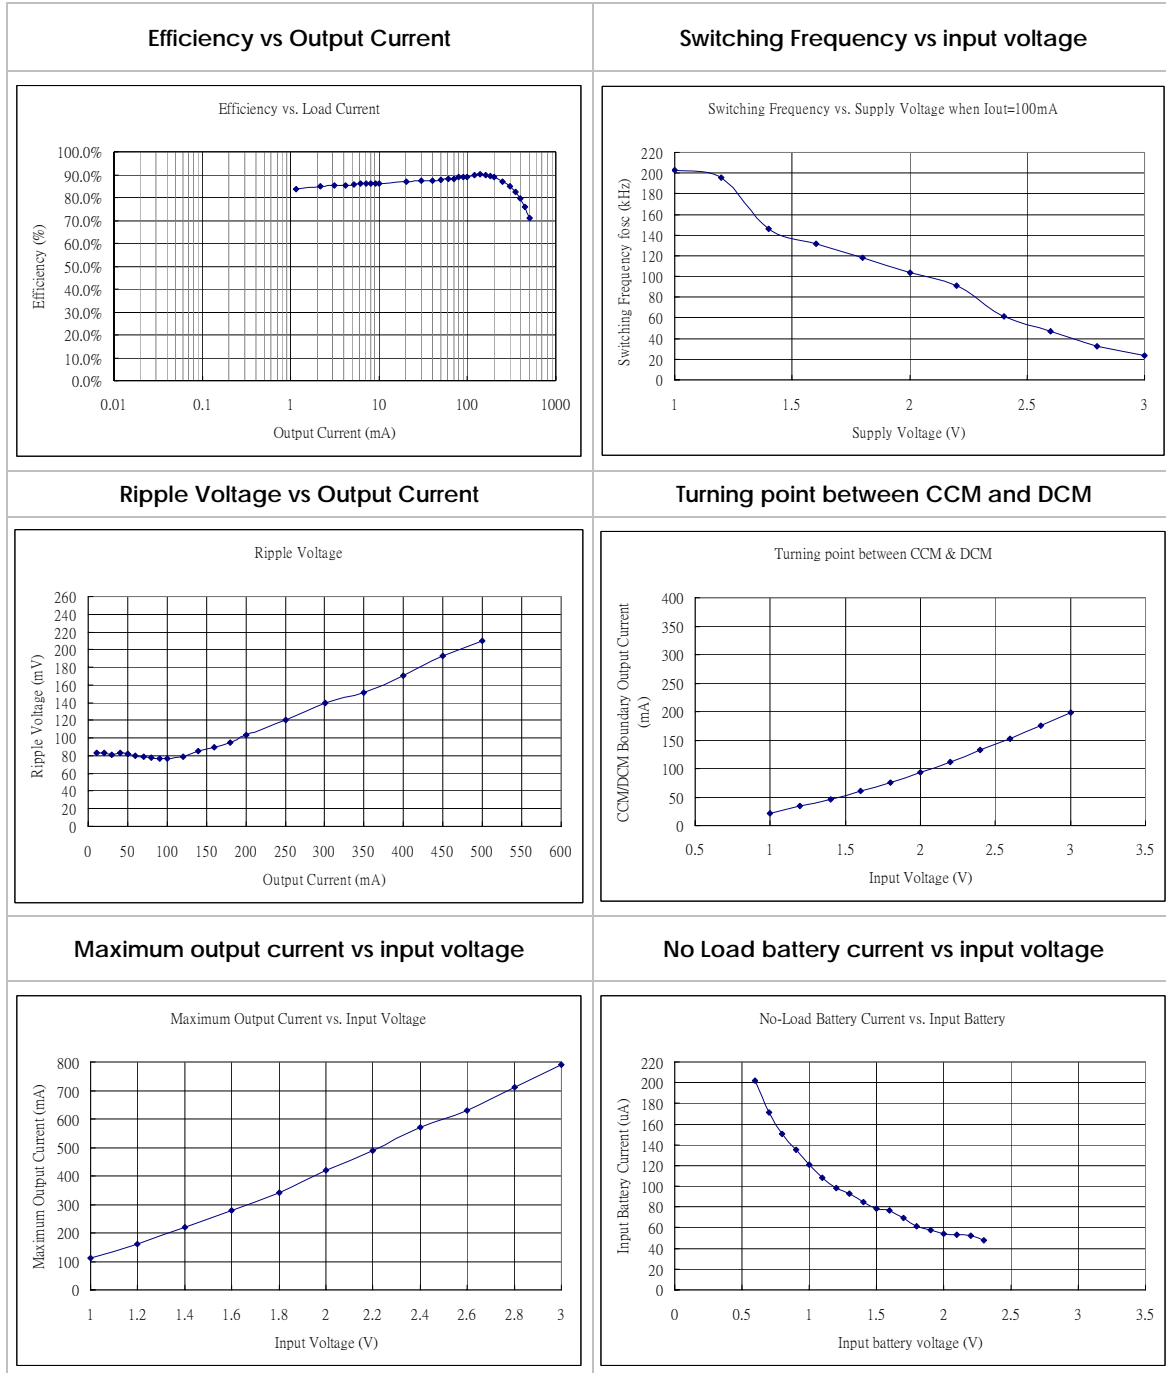 Efficiency vs Output Current
Switching Frequency vs input voltage
Efficiency vs. Load Current
100.0%
90.0%
80.0%
70.0%
60.0%
50.0%
40.0%
30.0%
20.0%
10.0%
0.0%
Efficiency (%)
0.01 0.1 1 10 100 1000
Output Current (mA)
Switching Frequency vs. Supply Voltage when Iout=100mA
220
200
180
160
140
120
100
80
60
40
20
0
Switching Frequency fosc (kHz)
1 1.5 2 2.5 3
Supply Voltage (V)
Ripple Voltage vs Output Current
Turning point between CCM and DCM
Ripple Voltage
260
240
220
200
180
160
140
120
100
80
60
40
20
0
Ripple Voltage (mV)
0 50 100 150 200 250 300 350 400 450 500 550 600
Output Current (mA)
Turning point between CCM & DCM
400
350
300
250
200
150
100
50
0
CCM/DCM Boundary Output Current
(mA)
0.5 1 1.5 2 2.5 3 3.5
Input Voltage (V)
Maximum output current vs input voltage
No Load battery current vs input voltage
Maximum Output Current vs. Input Voltage
800
700
600
500
400
300
200
100
0
Maximum Output Current (mA)
1 1.2 1.4 1.6 1.8 2 2.2 2.4 2.6 2.8 3
Input Voltage (V)
No-Load Battery Current vs. Input Battery
220
200
180
160
140
120
100
80
60
40
20
0
Input Battery Current (uA)
0 0.5 1 1.5 2 2.5 3 3.5
Input battery voltage (V)